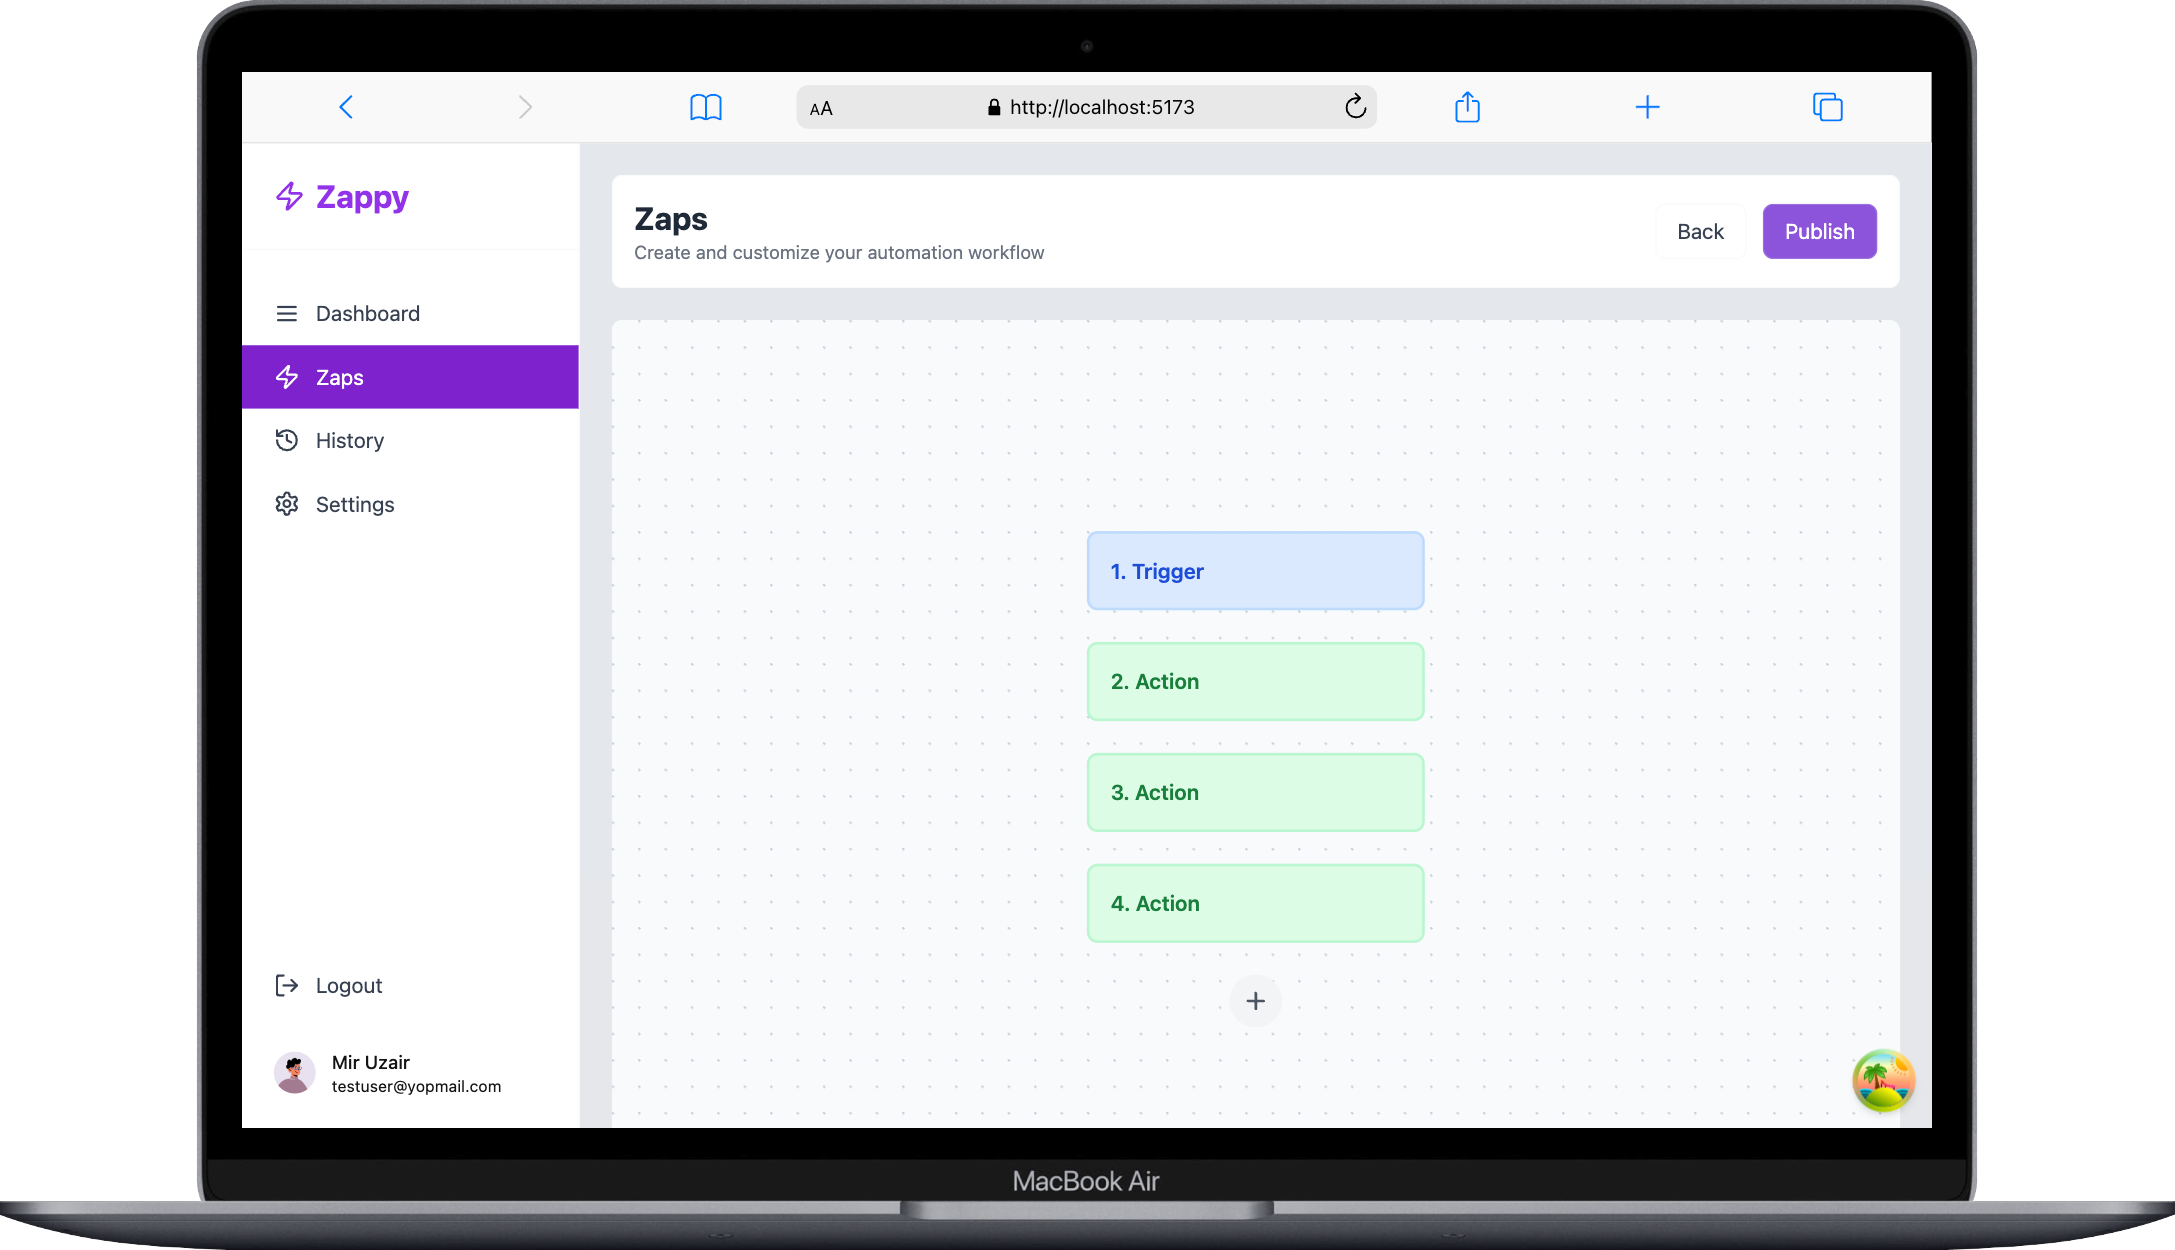 AA
http://localhost:5173
Zappy
Dashboard
Zaps
History
Settings
Logout
Mir Uzair
testuser@yopmail.com
Zaps
Create and customize your automation workflow
Back
Publish
1. Trigger
2. Action
3. Action
4. Action
MacBook Air